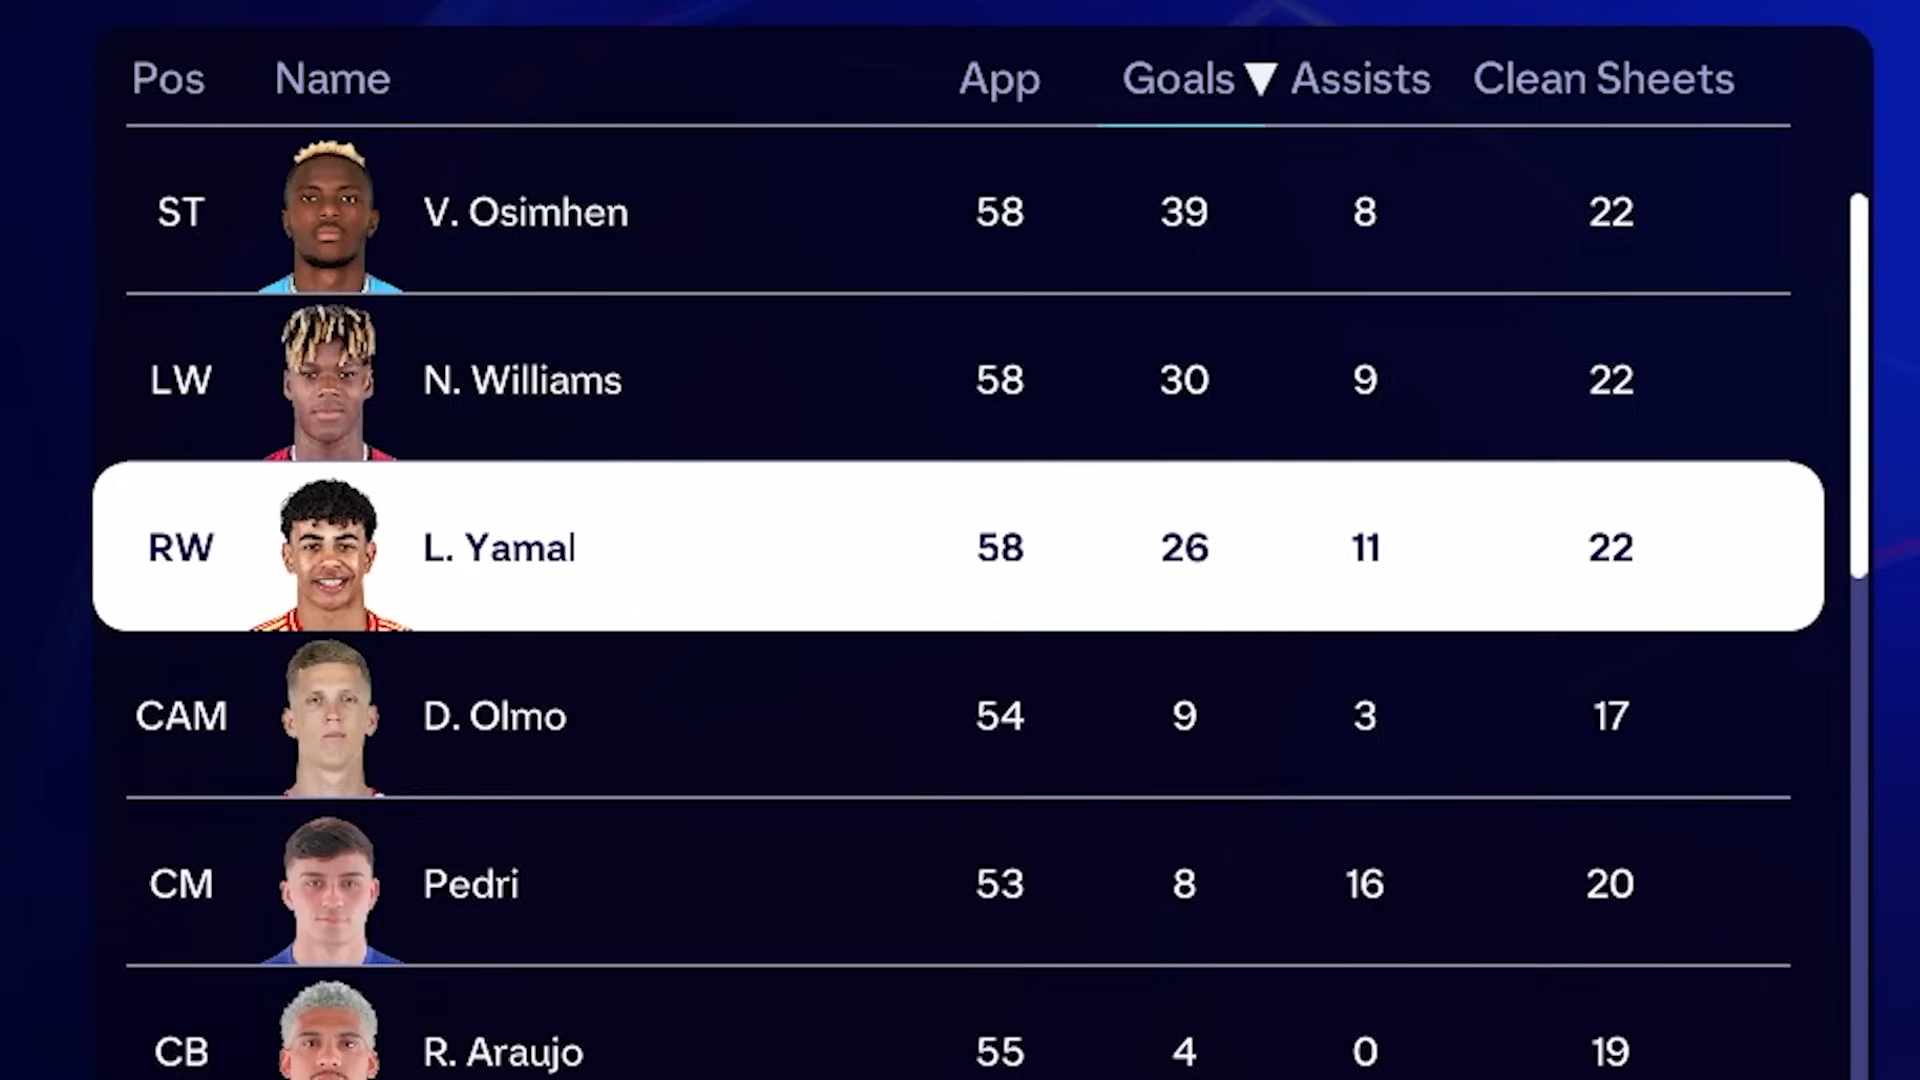 Pos Name App Goals ▼ Assists Clean Sheets
ST V. Osimhen 58 39 8 22
LW N. Williams 58 30 9 22
RW L. Yamal 58 26 11 22
CAM D. Olmo 54 9 3 17
CM Pedri 53 8 16 20
CB R. Araujo 55 4 0 19